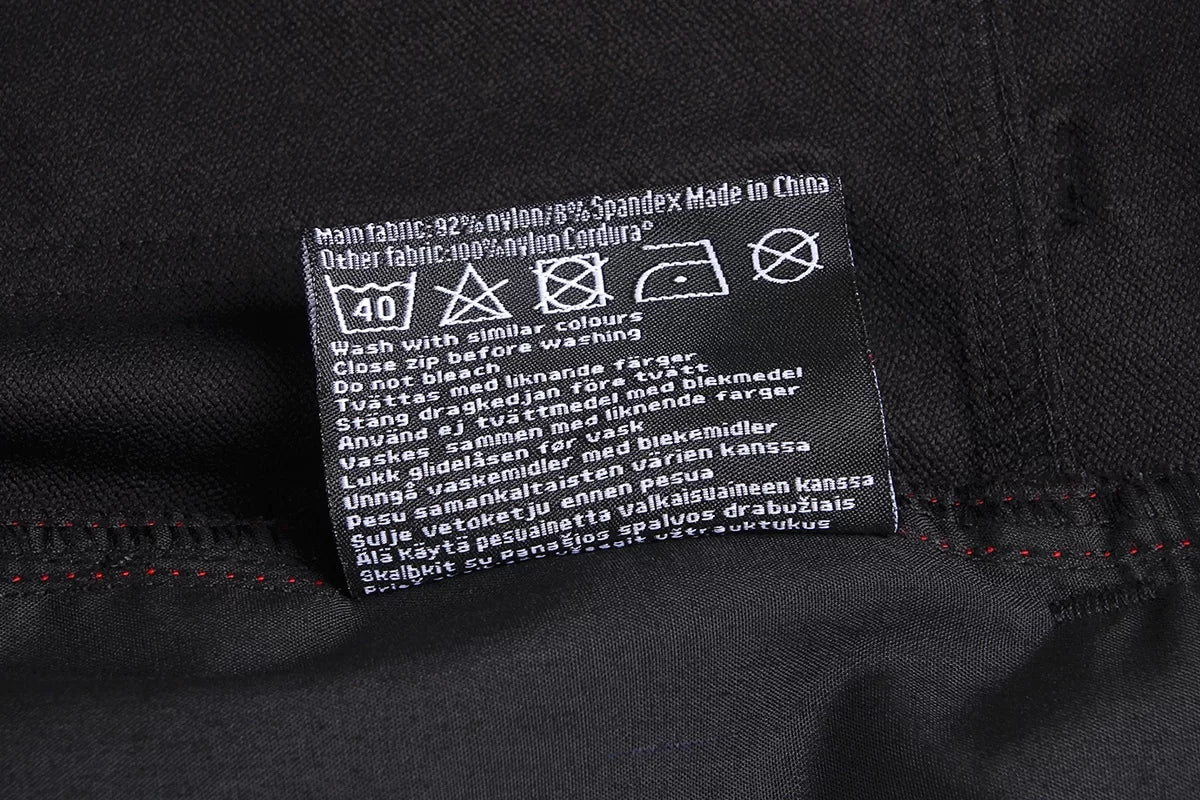 Main fabric:92%nylon/8%Spandex Made in China
Other fabric:100%nylon Cordura®
40
Wash with similar colours
Close zip before washing
Do not bleach
Tvättas med liknande färger
Stäng dragkedjan före tvätt
Använd ej tvättmedel med blekmedel
Vaskes sammen med liknende farger
Lukk glidelåsen før vask
Unngå vaskemidler med blekemidler
Pesu samankaltaisten värien kanssa
Sulje vetoketju ennen pesua
Älä Käytä pesuainetta valkaisuaineen kanssa
Skalbkit su panašios spalvos drabužiais
užtrauktukus